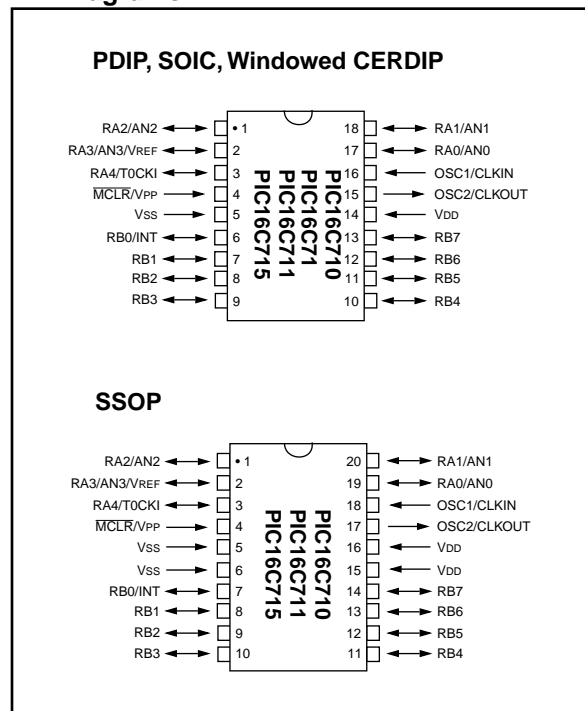 PDIP, SOIC, Windowed CERDIP
RA2/AN2 • 1 18 RA1/AN1
RA3/AN3/VREF 2 17 RA0/AN0
RA4/T0CKI 3 16 OSC1/CLKIN
MCLR/VPP 4 15 OSC2/CLKOUT
VSS 5 14 VDD
RB0/INT 6 13 RB7
RB1 7 12 RB6
RB2 8 11 RB5
RB3 9 10 RB4
PIC16C710
PIC16C71
PIC16C711
PIC16C715
SSOP
RA2/AN2 • 1 20 RA1/AN1
RA3/AN3/VREF 2 19 RA0/AN0
RA4/T0CKI 3 18 OSC1/CLKIN
MCLR/VPP 4 17 OSC2/CLKOUT
VSS 5 16 VDD
VSS 6 15 VDD
RB0/INT 7 14 RB7
RB1 8 13 RB6
RB2 9 12 RB5
RB3 10 11 RB4
PIC16C710
PIC16C711
PIC16C715